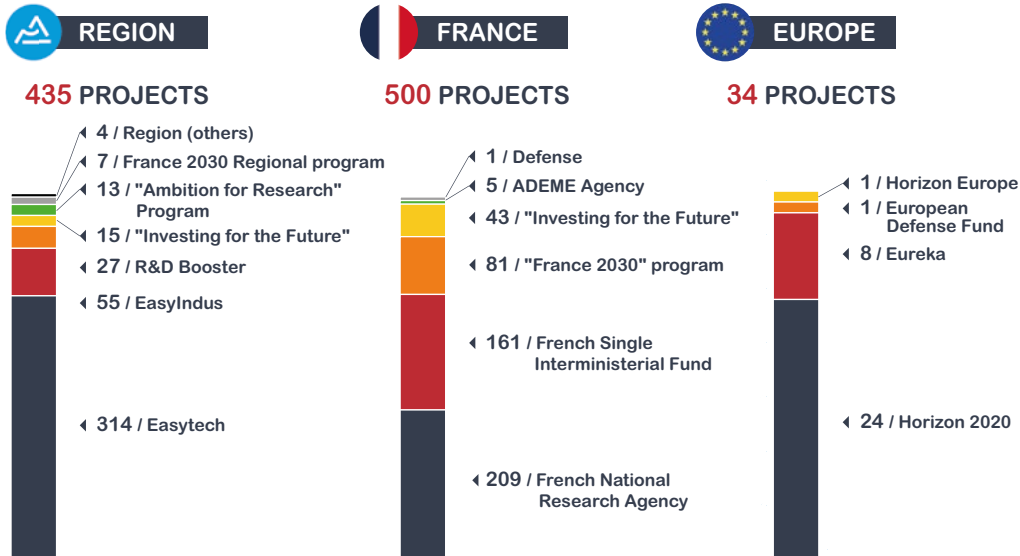 REGION
435 PROJECTS
4 / Region (others)
7 / France 2030 Regional program
13 / "Ambition for Research"
Program
15 / "Investing for the Future"
27 / R&D Booster
55 / EasyIndus
314 / Easytech
FRANCE
500 PROJECTS
1 / Defense
5 / ADEME Agency
43 / "Investing for the Future"
81 / "France 2030" program
161 / French Single
Interministerial Fund
209 / French National
Research Agency
EUROPE
34 PROJECTS
1 / Horizon Europe
1 / European
Defense Fund
8 / Eureka
24 / Horizon 2020